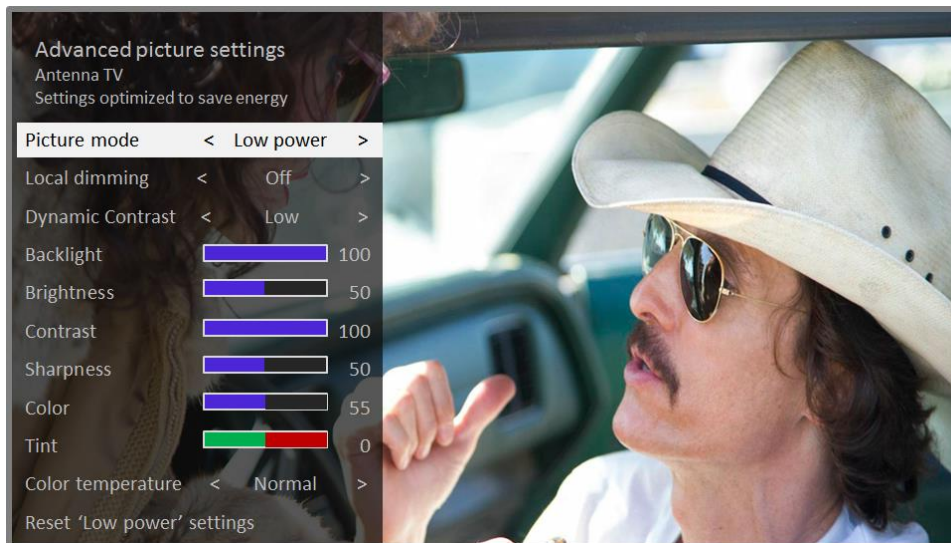 Advanced picture settings
Antenna TV
Settings optimized to save energy
Picture mode < Low power >
Local dimming < Off >
Dynamic Contrast < Low >
Backlight 100
Brightness 50
Contrast 100
Sharpness 50
Color 55
Tint 0
Color temperature < Normal >
Reset ‘Low power’ settings